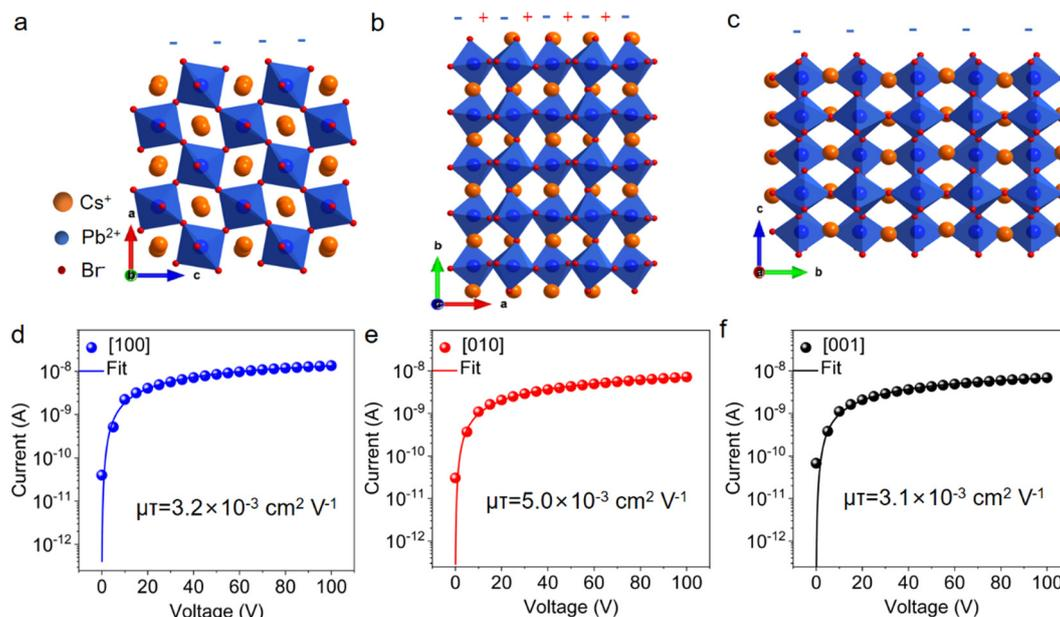 a
b
c
- - - -
- + - + - + - + -
- - - - -
Cs⁺
Pb²⁺
Br⁻
a
b
c
b
a
c
a
b
d
[100]
Fit
Current (A)
10⁻⁸
10⁻⁹
10⁻¹⁰
10⁻¹¹
10⁻¹²
μτ=3.2×10⁻³ cm² V⁻¹
0 20 40 60 80 100
Voltage (V)
e
[010]
Fit
Current (A)
10⁻⁸
10⁻⁹
10⁻¹⁰
10⁻¹¹
10⁻¹²
μτ=5.0×10⁻³ cm² V⁻¹
0 20 40 60 80 100
Voltage (V)
f
[001]
Fit
Current (A)
10⁻⁸
10⁻⁹
10⁻¹⁰
10⁻¹¹
10⁻¹²
μτ=3.1×10⁻³ cm² V⁻¹
0 20 40 60 80 100
Voltage (V)